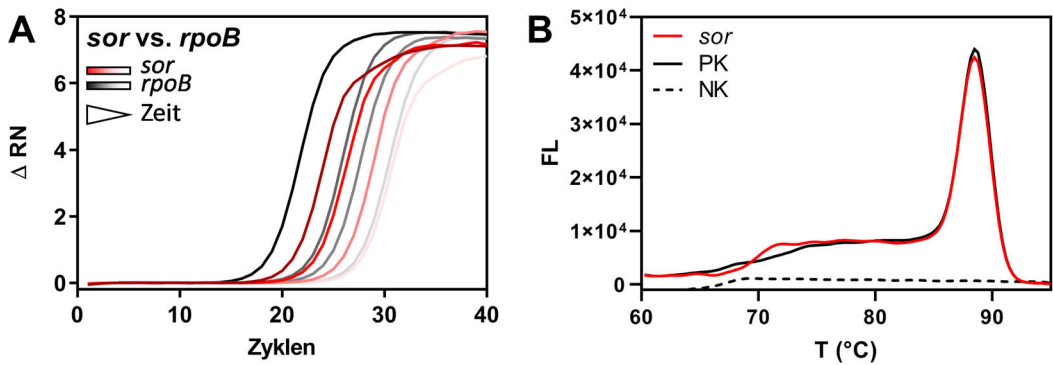 A
sor vs. rpoB
sor
rpoB
Zeit
Δ RN
8
6
4
2
0
0 10 20 30 40
Zyklen
B
sor
PK
NK
FL
5×10⁴
4×10⁴
3×10⁴
2×10⁴
1×10⁴
0
60 70 80 90
T (°C)